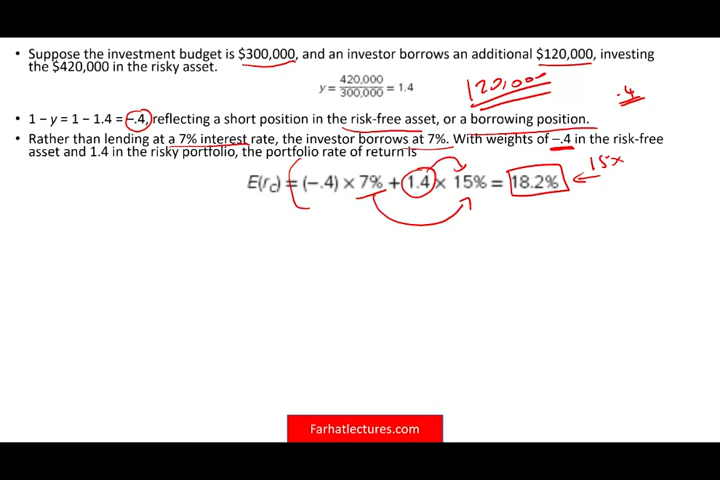 • Suppose the investment budget is $300,000, and an investor borrows an additional $120,000, investing
the $420,000 in the risky asset.
y = 420,000 / 300,000 = 1.4
120,000
.4
• 1 – y = 1 – 1.4 = –.4, reflecting a short position in the risk-free asset, or a borrowing position.
• Rather than lending at a 7% interest rate, the investor borrows at 7%. With weights of –.4 in the risk-free
asset and 1.4 in the risky portfolio, the portfolio rate of return is
15%
E(rC) = (–.4) × 7% + 1.4 × 15% = 18.2%
Farhatlectures.com